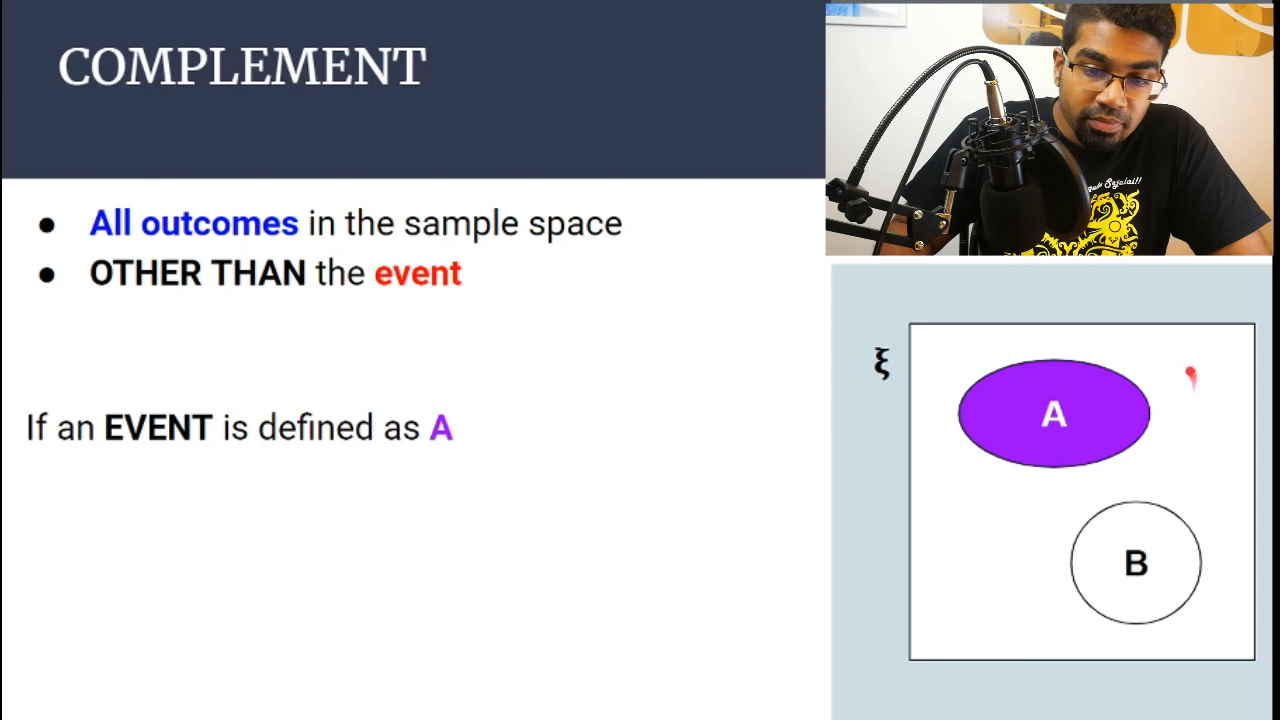 COMPLEMENT
● All outcomes in the sample space
● OTHER THAN the event
If an EVENT is defined as A
ξ
A
B